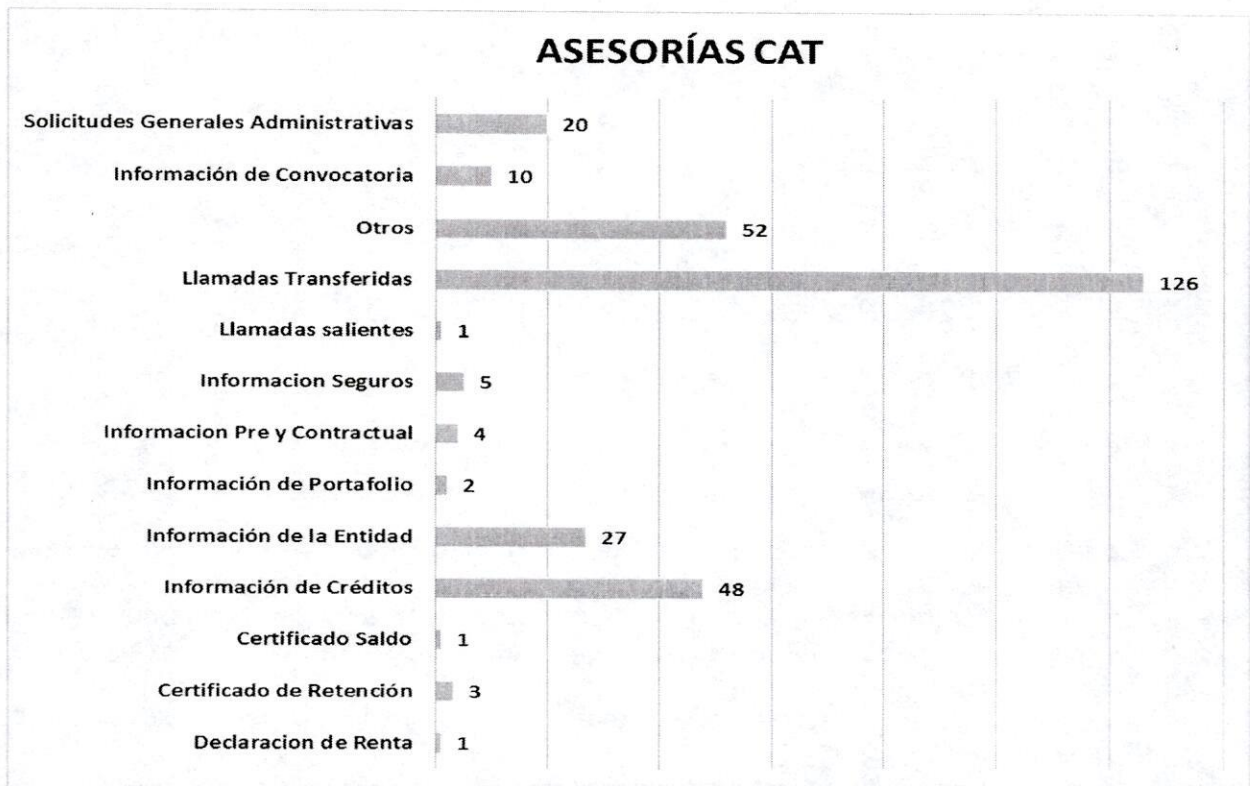 ASESORÍAS CAT
Solicitudes Generales Administrativas 20
Información de Convocatoria 10
Otros 52
Llamadas Transferidas 126
Llamadas salientes 1
Informacion Seguros 5
Informacion Pre y Contractual 4
Información de Portafolio 2
Información de la Entidad 27
Información de Créditos 48
Certificado Saldo 1
Certificado de Retención 3
Declaracion de Renta 1